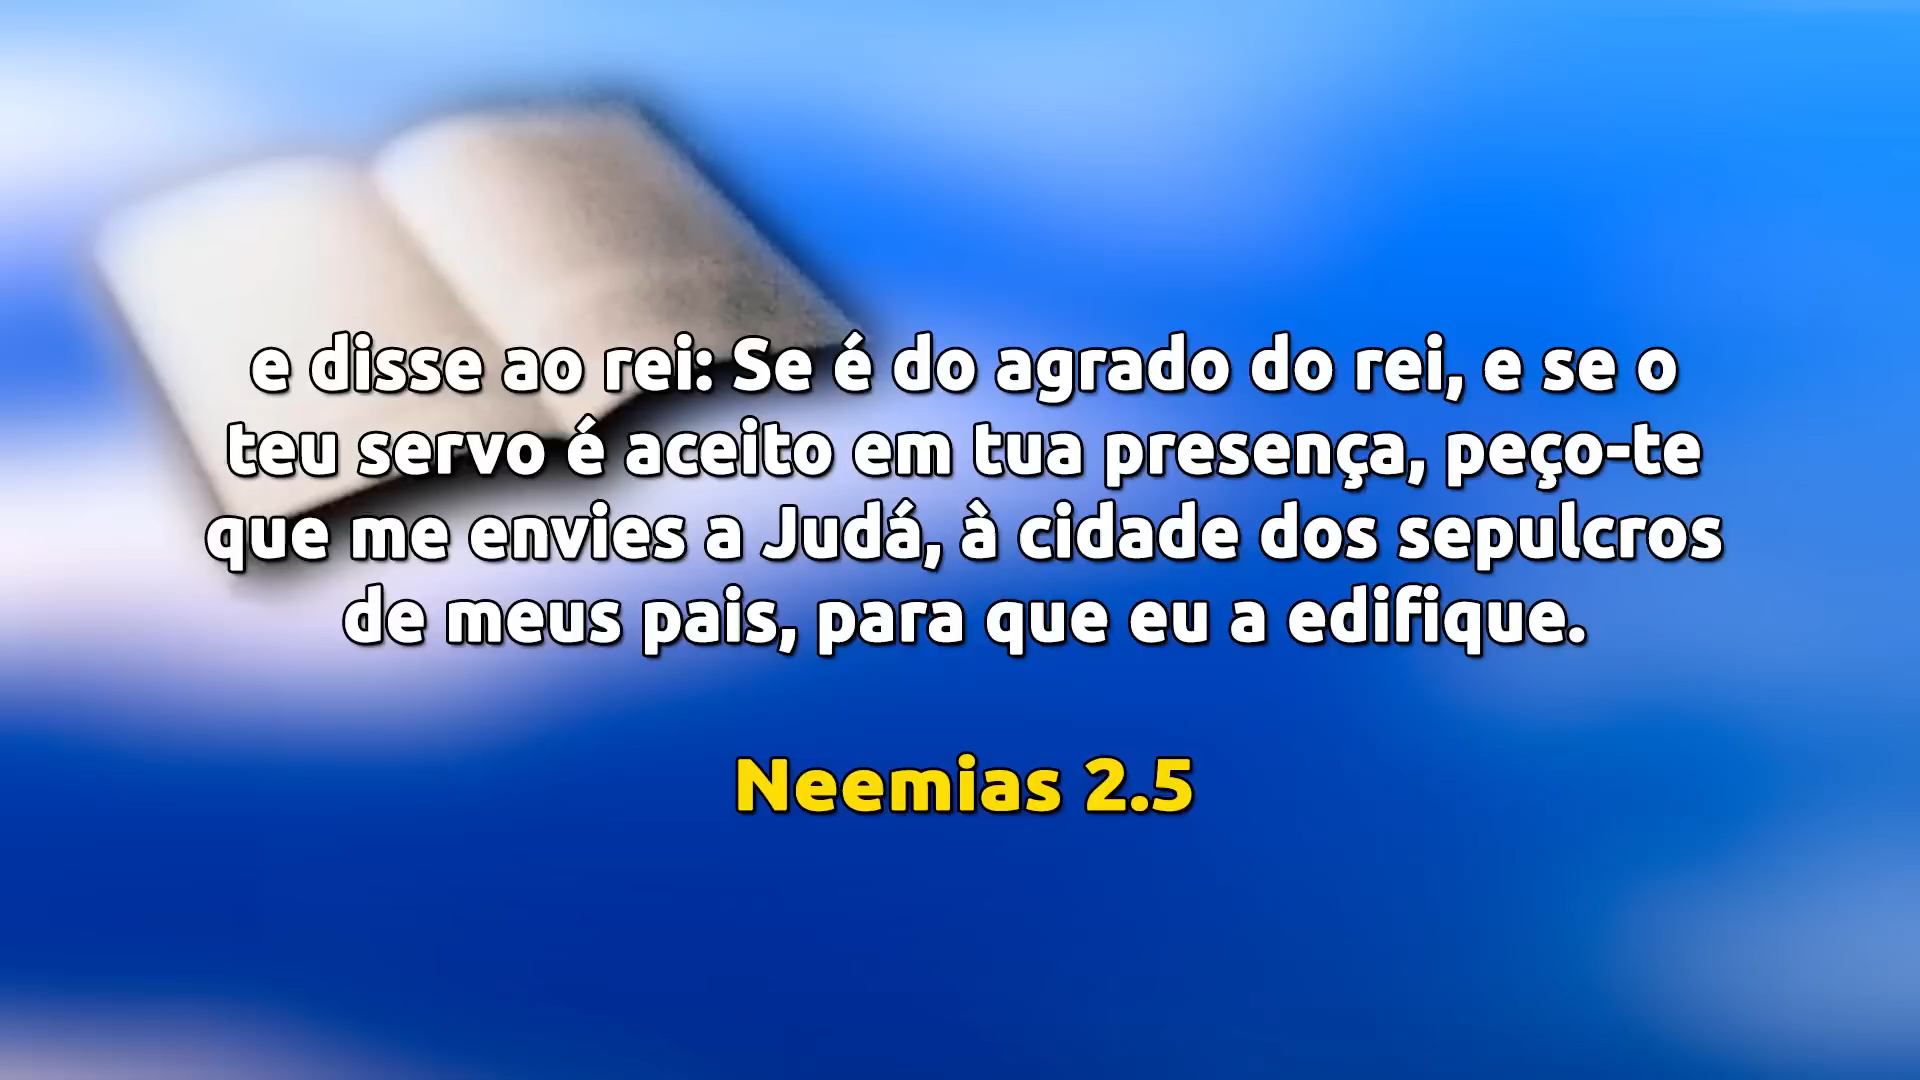 e disse ao rei: Se é do agrado do rei, e se o
teu servo é aceito em tua presença, peço-te
que me envies a Judá, à cidade dos sepulcros
de meus pais, para que eu a edifique.
Neemias 2.5